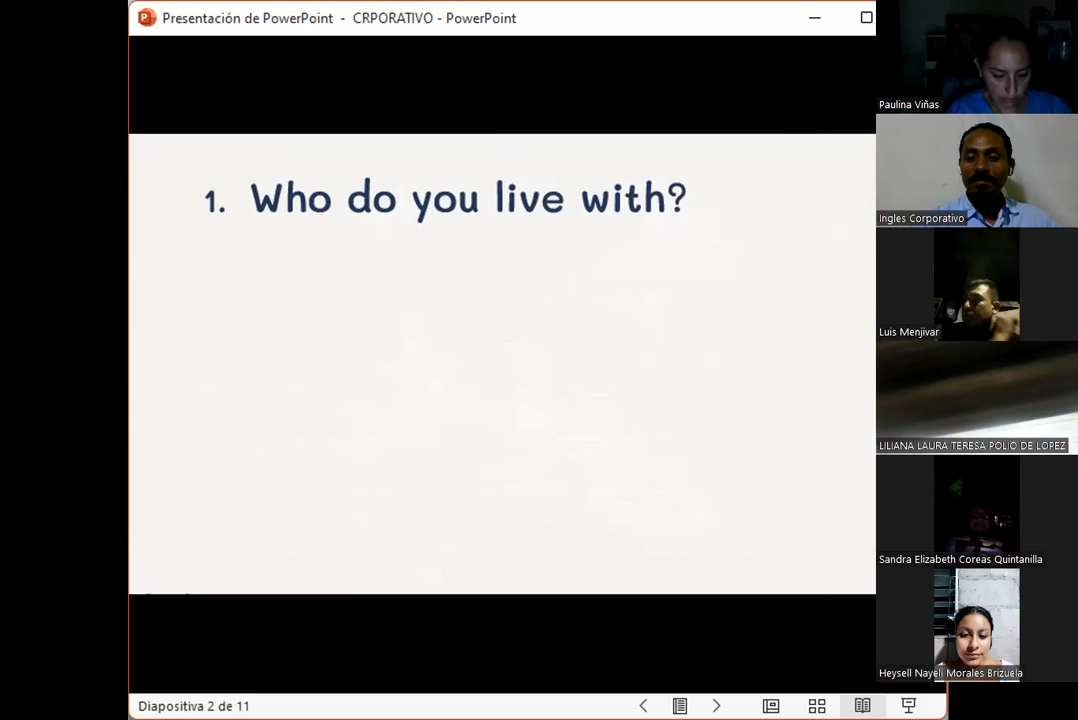 Presentación de PowerPoint - CRPORATIVO - PowerPoint
1. Who do you live with?
Diapositiva 2 de 11
Paulina Viñas
Ingles Corporativo
Luis Menjivar
LILIANA LAURA TERESA POLIO DE LOPEZ
Sandra Elizabeth Coreas Quintanilla
Heysell Nayeli Morales Brizuela